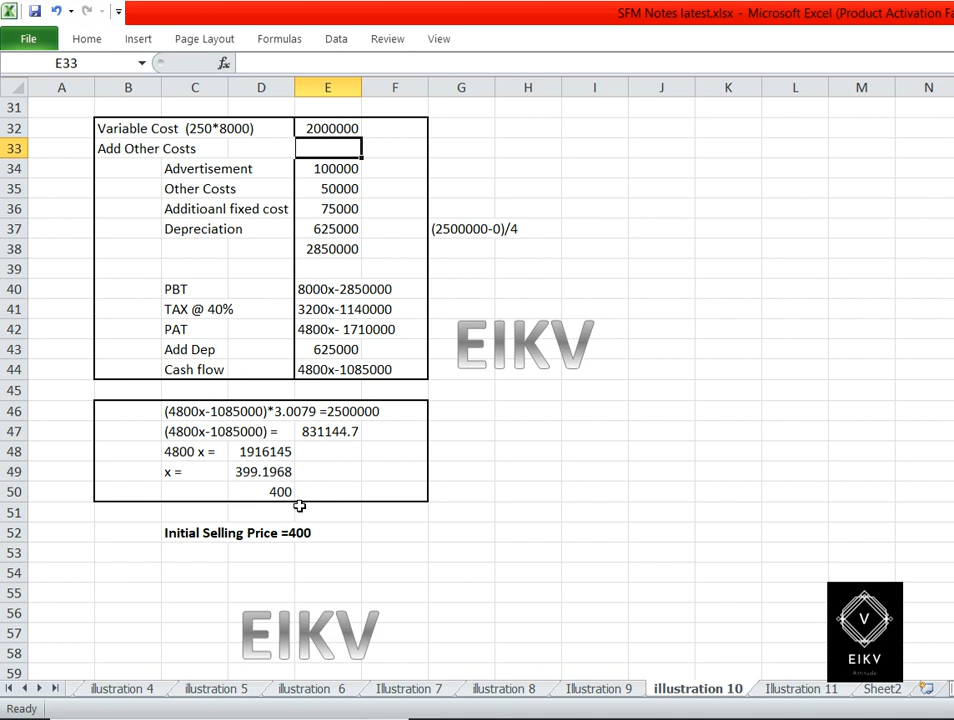 SFM Notes latest.xlsx - Microsoft Excel (Product Activation Fa
File Home Insert Page Layout Formulas Data Review View
E33 fx
A B C D E F G H I J K L M N
31
32 Variable Cost (250*8000) 2000000
33 Add Other Costs
34 Advertisement 100000
35 Other Costs 50000
36 Additioanl fixed cost 75000
37 Depreciation 625000 (2500000-0)/4
38 2850000
39
40 PBT 8000x-2850000
41 TAX @ 40% 3200x-1140000
42 PAT 4800x- 1710000
43 Add Dep 625000
44 Cash flow 4800x-1085000
EIKV
45
46 (4800x-1085000)*3.0079 =2500000
47 (4800x-1085000) = 831144.7
48 4800 x = 1916145
49 x = 399.1968
50 400
51
52 Initial Selling Price =400
53
54
55
56
57
58
59
EIKV
V
EIKV
Attitude
illustration 4 illustration 5 illustration 6 Illustration 7 illustration 8 Illustration 9 illustration 10 Illustration 11 Sheet2
Ready